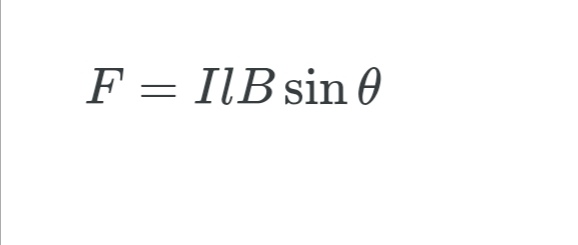 F = IlB sin θ